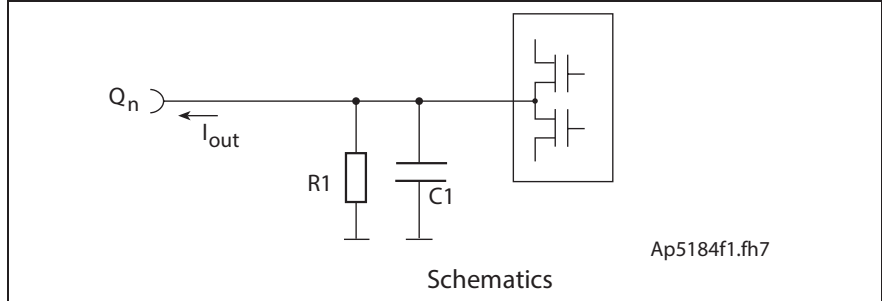 Qn
Iout
R1
C1
Ap5184f1.fh7
Schematics